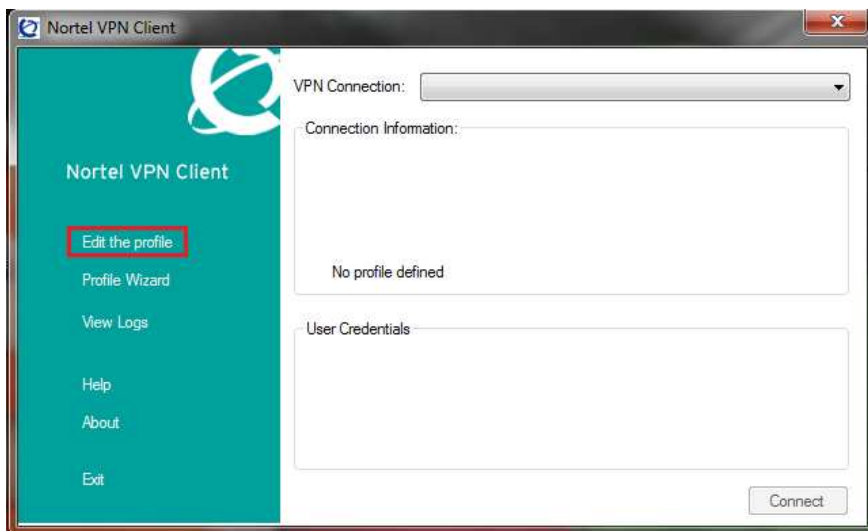 Nortel VPN Client
VPN Connection:
Connection Information:
Nortel VPN Client
Edit the profile
No profile defined
Profile Wizard
View Logs
User Credentials
Help
About
Exit
Connect